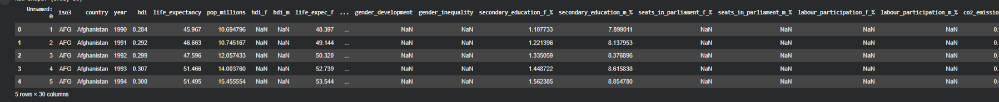 Unnamed: 0 iso3 country year hdi life_expectancy pop_millions hdi_f hdi_m life_expec_f ... gender_development gender_inequality secondary_education_f_% secondary_education_m_% seats_in_parliament_f_% seats_in_parliament_m_% labour_participation_f_% labour_participation_m_% co2_emissio
0 1 AFG Afghanistan 1990 0.284 45.967 10.694796 NaN NaN 48.397 ... NaN NaN 1.107733 7.899011 NaN NaN NaN NaN 0.
1 2 AFG Afghanistan 1991 0.292 46.663 10.745167 NaN NaN 49.144 ... NaN NaN 1.221396 8.137953 NaN NaN NaN NaN 0.
2 3 AFG Afghanistan 1992 0.299 47.596 12.057433 NaN NaN 50.320 ... NaN NaN 1.335059 8.376896 NaN NaN NaN NaN 0.
3 4 AFG Afghanistan 1993 0.307 51.466 14.003760 NaN NaN 52.739 ... NaN NaN 1.448722 8.615838 NaN NaN NaN NaN 0.
4 5 AFG Afghanistan 1994 0.300 51.495 15.455554 NaN NaN 53.544 ... NaN NaN 1.562385 8.854780 NaN NaN NaN NaN 0.
5 rows × 30 columns